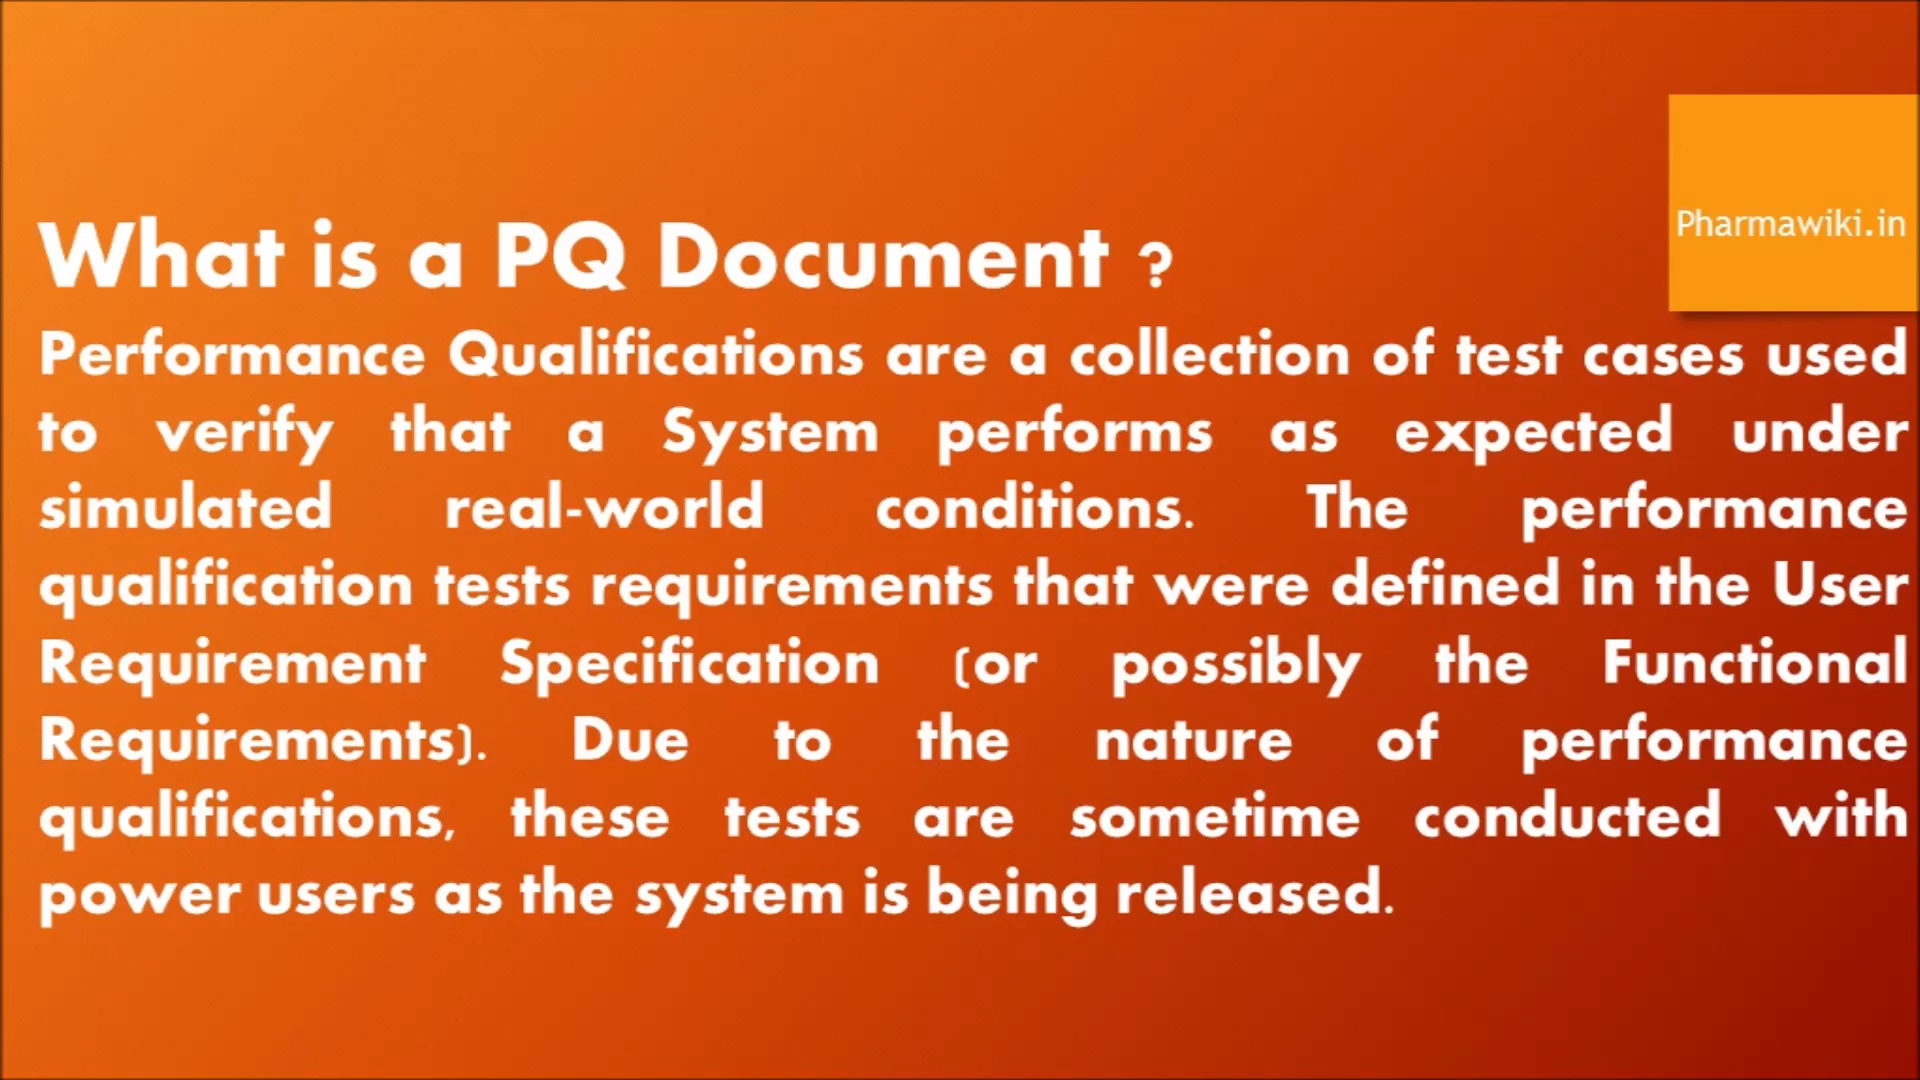 Pharmawiki.in
What is a PQ Document ?
Performance Qualifications are a collection of test cases used
to verify that a System performs as expected under
simulated real-world conditions. The performance
qualification tests requirements that were defined in the User
Requirement Specification (or possibly the Functional
Requirements). Due to the nature of performance
qualifications, these tests are sometime conducted with
power users as the system is being released.